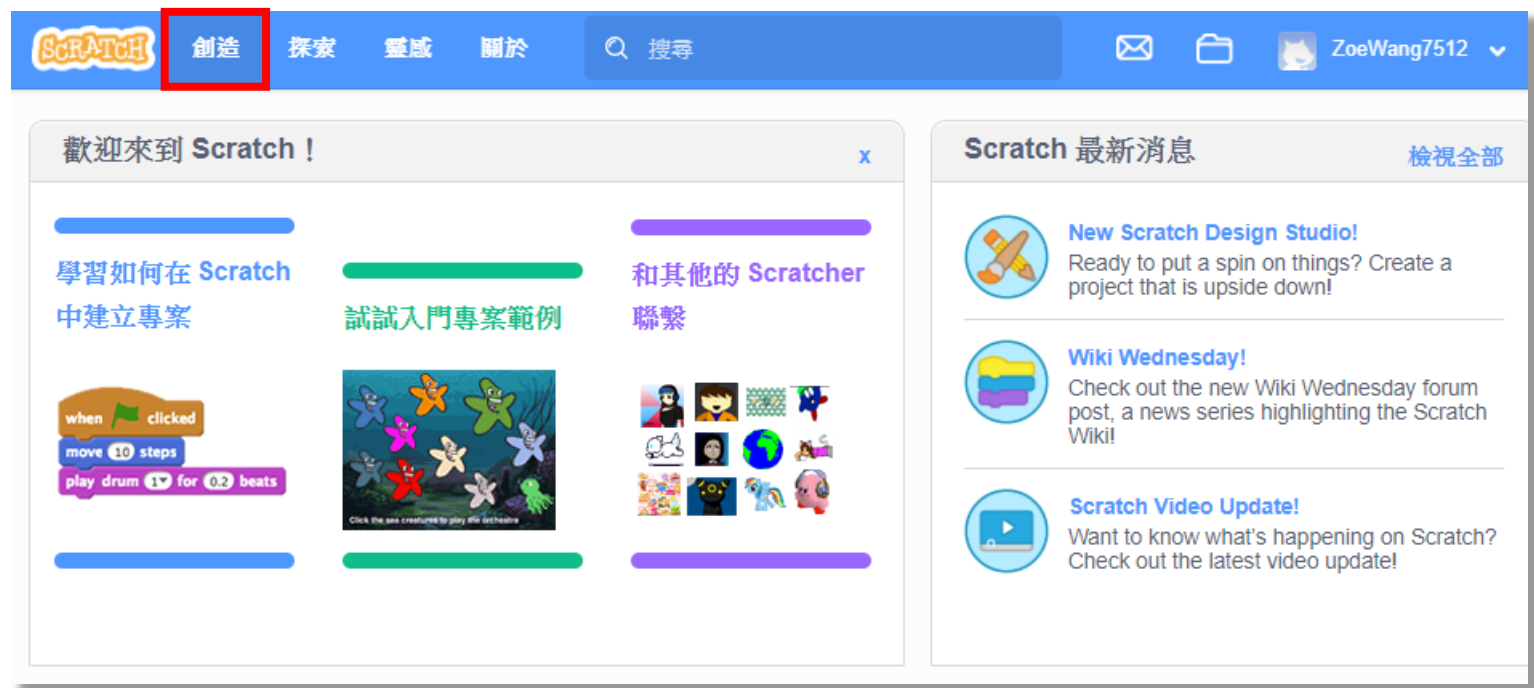 SCRATCH 創造 探索 靈感 關於 搜尋 ZoeWang7512
歡迎來到 Scratch！ x
學習如何在 Scratch
中建立專案
試試入門專案範例
和其他的 Scratcher
聯繫
when clicked
move 10 steps
play drum 1 for 0.2 beats
Click the sea creatures to play the orchestra
Scratch 最新消息 檢視全部
New Scratch Design Studio!
Ready to put a spin on things? Create a
project that is upside down!
Wiki Wednesday!
Check out the new Wiki Wednesday forum
post, a news series highlighting the Scratch
Wiki!
Scratch Video Update!
Want to know what's happening on Scratch?
Check out the latest video update!